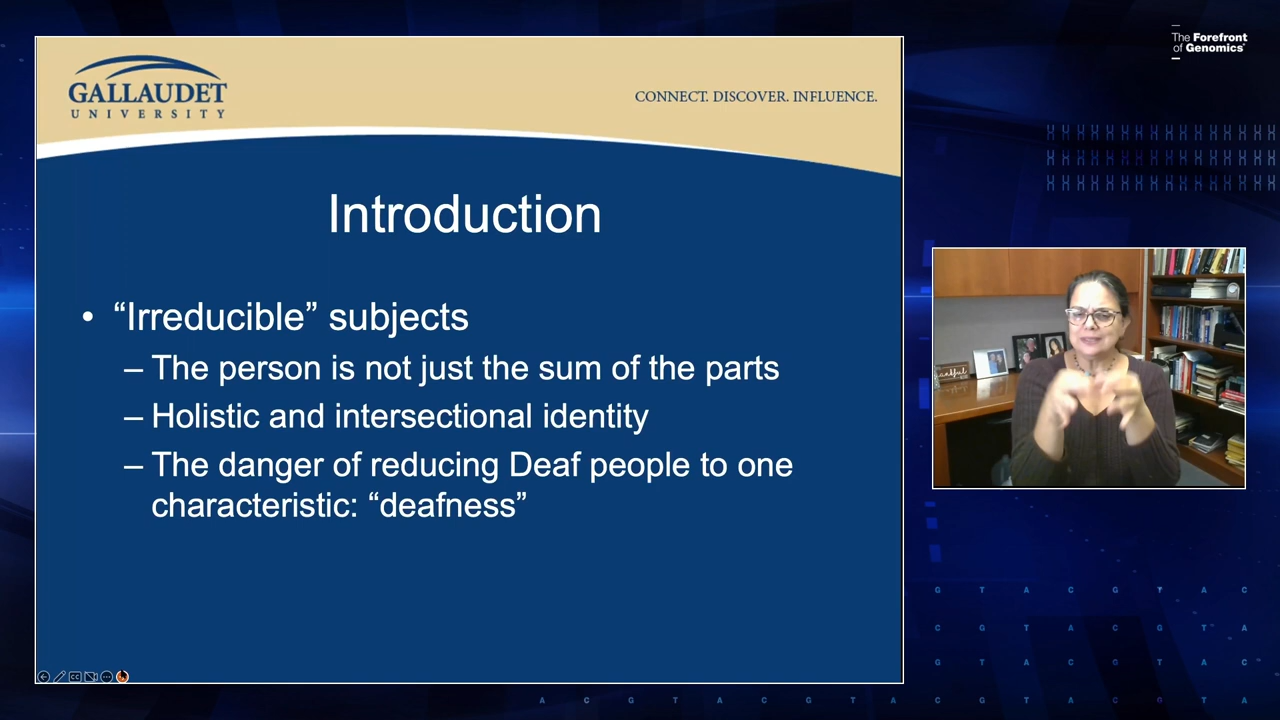 The Forefront
of Genomics®
GALLAUDET
UNIVERSITY
CONNECT. DISCOVER. INFLUENCE.
Introduction
• “Irreducible” subjects
– The person is not just the sum of the parts
– Holistic and intersectional identity
– The danger of reducing Deaf people to one
characteristic: “deafness”
G T A C G T A C
C G T A C G T A
G T A C G T A C
A C G T A C G T A C G T A C G T A